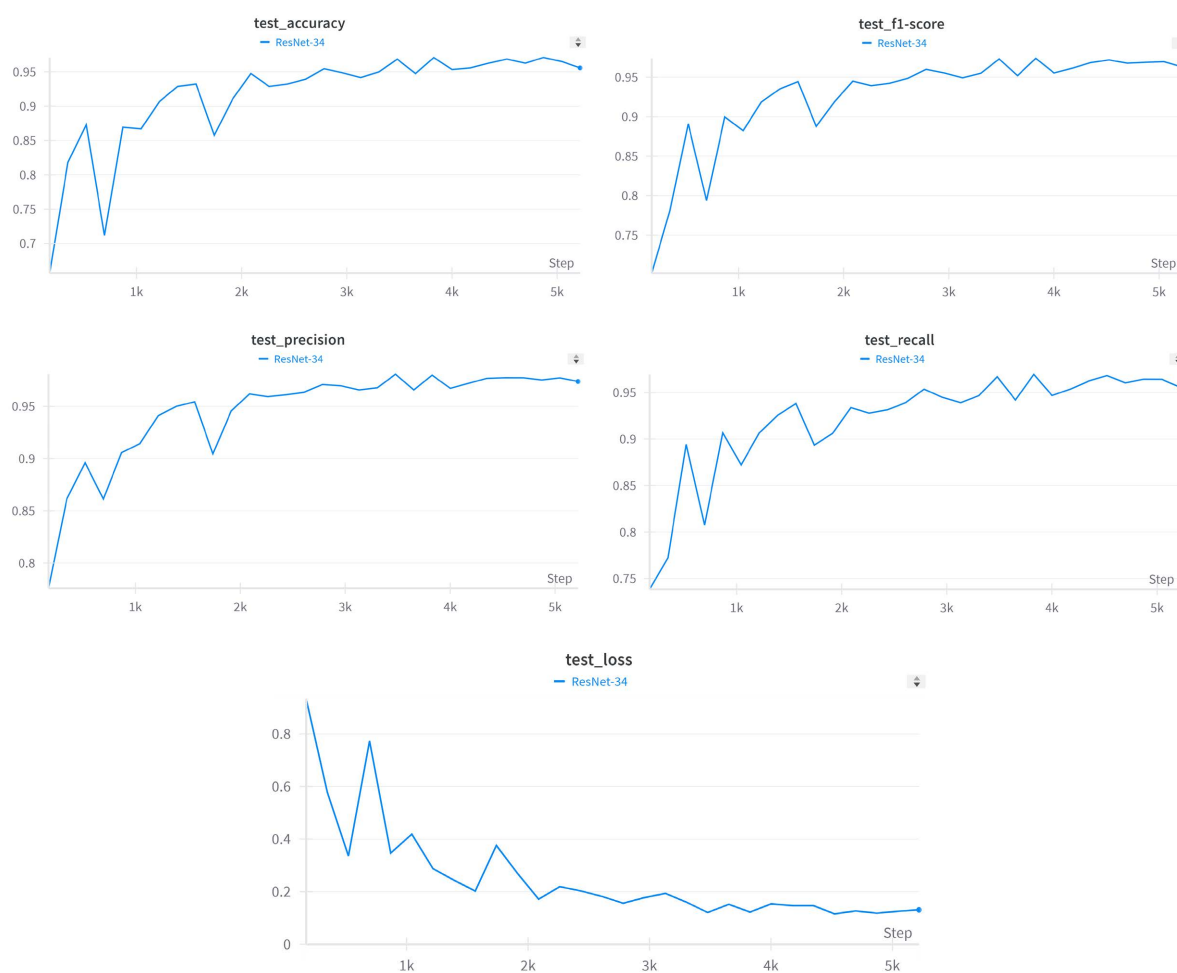 test_accuracy
ResNet-34
0.95
0.9
0.85
0.8
0.75
0.7
Step
1k 2k 3k 4k 5k
test_f1-score
ResNet-34
0.95
0.9
0.85
0.8
0.75
Step
1k 2k 3k 4k 5k
test_precision
ResNet-34
0.95
0.9
0.85
0.8
Step
1k 2k 3k 4k 5k
test_recall
ResNet-34
0.95
0.9
0.85
0.8
0.75
Step
1k 2k 3k 4k 5k
test_loss
ResNet-34
0.8
0.6
0.4
0.2
0
Step
1k 2k 3k 4k 5k